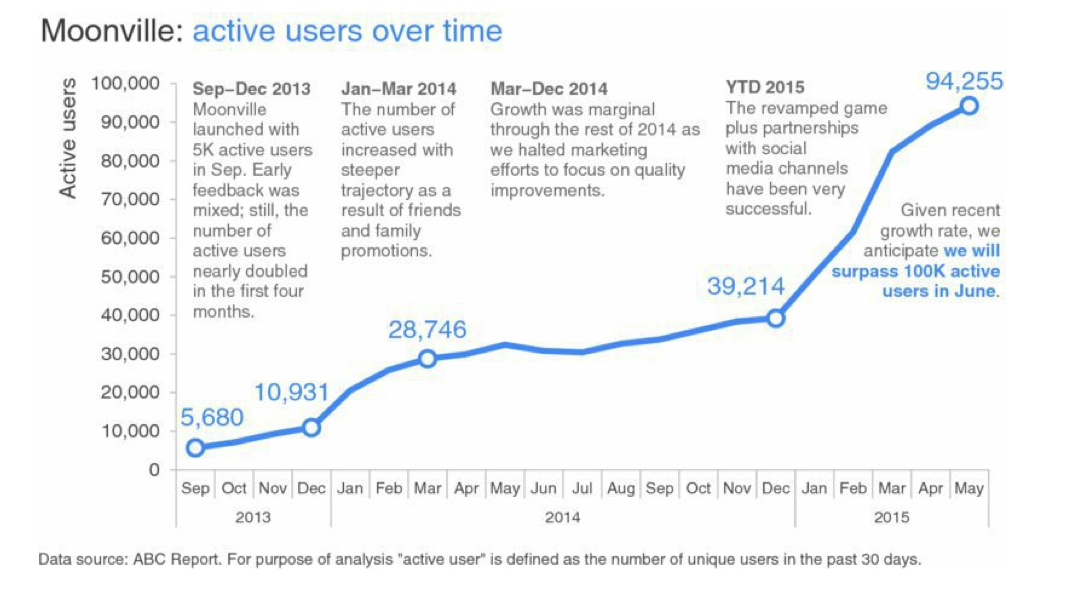 Moonville: active users over time
Active users
100,000
90,000
80,000
70,000
60,000
50,000
40,000
30,000
20,000
10,000
0
Sep–Dec 2013
Moonville
launched with
5K active users
in Sep. Early
feedback was
mixed; still, the
number of
active users
nearly doubled
in the first four
months.
Jan–Mar 2014
The number of
active users
increased with
steeper
trajectory as a
result of friends
and family
promotions.
Mar–Dec 2014
Growth was marginal
through the rest of 2014 as
we halted marketing
efforts to focus on quality
improvements.
YTD 2015
The revamped game
plus partnerships
with social
media channels
have been very
successful.
94,255
Given recent
growth rate, we
anticipate we will
surpass 100K active
users in June.
39,214
28,746
10,931
5,680
Sep Oct Nov Dec Jan Feb Mar Apr May Jun Jul Aug Sep Oct Nov Dec Jan Feb Mar Apr May
2013 2014 2015
Data source: ABC Report. For purpose of analysis "active user" is defined as the number of unique users in the past 30 days.